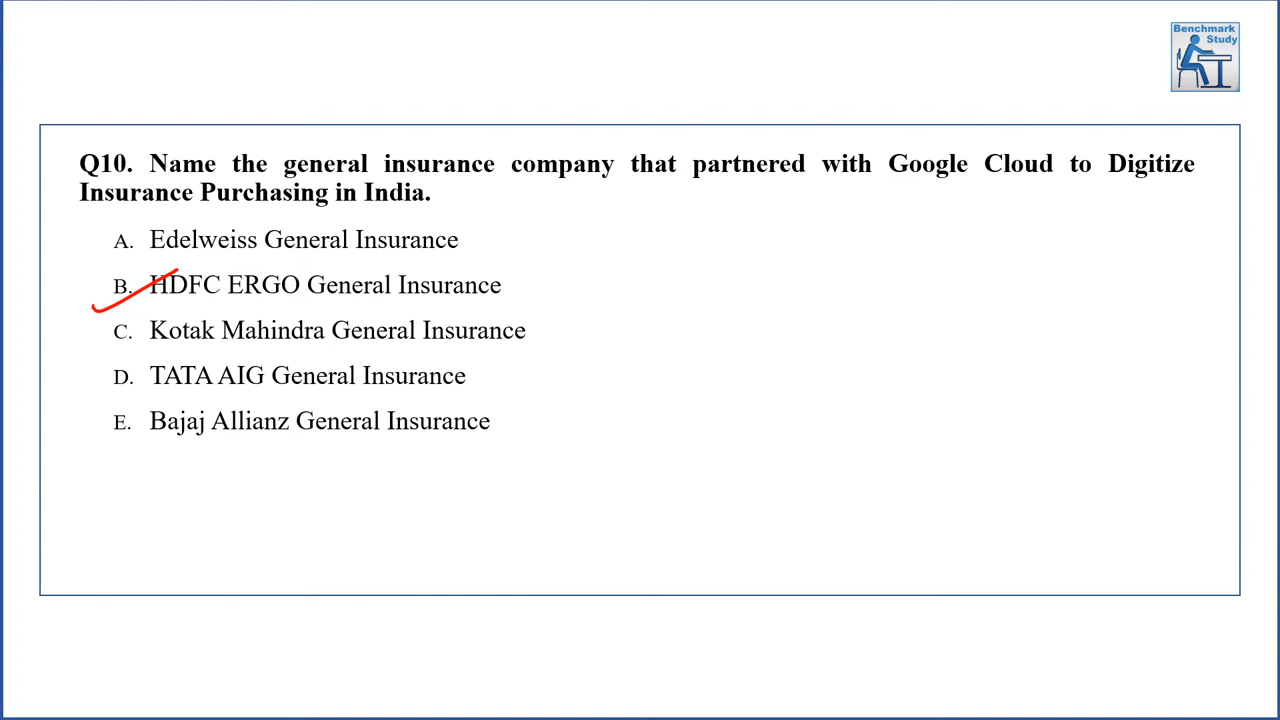 Benchmark
Study
Q10. Name the general insurance company that partnered with Google Cloud to Digitize
Insurance Purchasing in India.
A. Edelweiss General Insurance
B. HDFC ERGO General Insurance
C. Kotak Mahindra General Insurance
D. TATA AIG General Insurance
E. Bajaj Allianz General Insurance